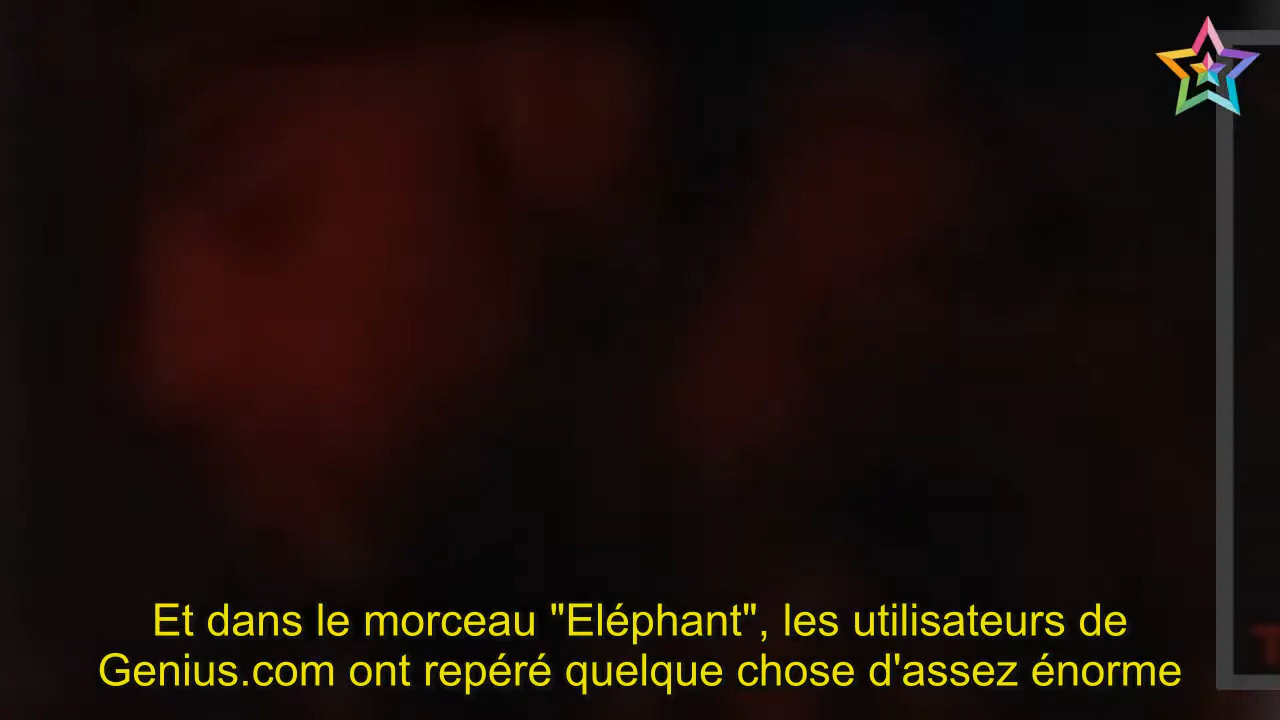 Et dans le morceau "Eléphant", les utilisateurs de
Genius.com ont repéré quelque chose d'assez énorme